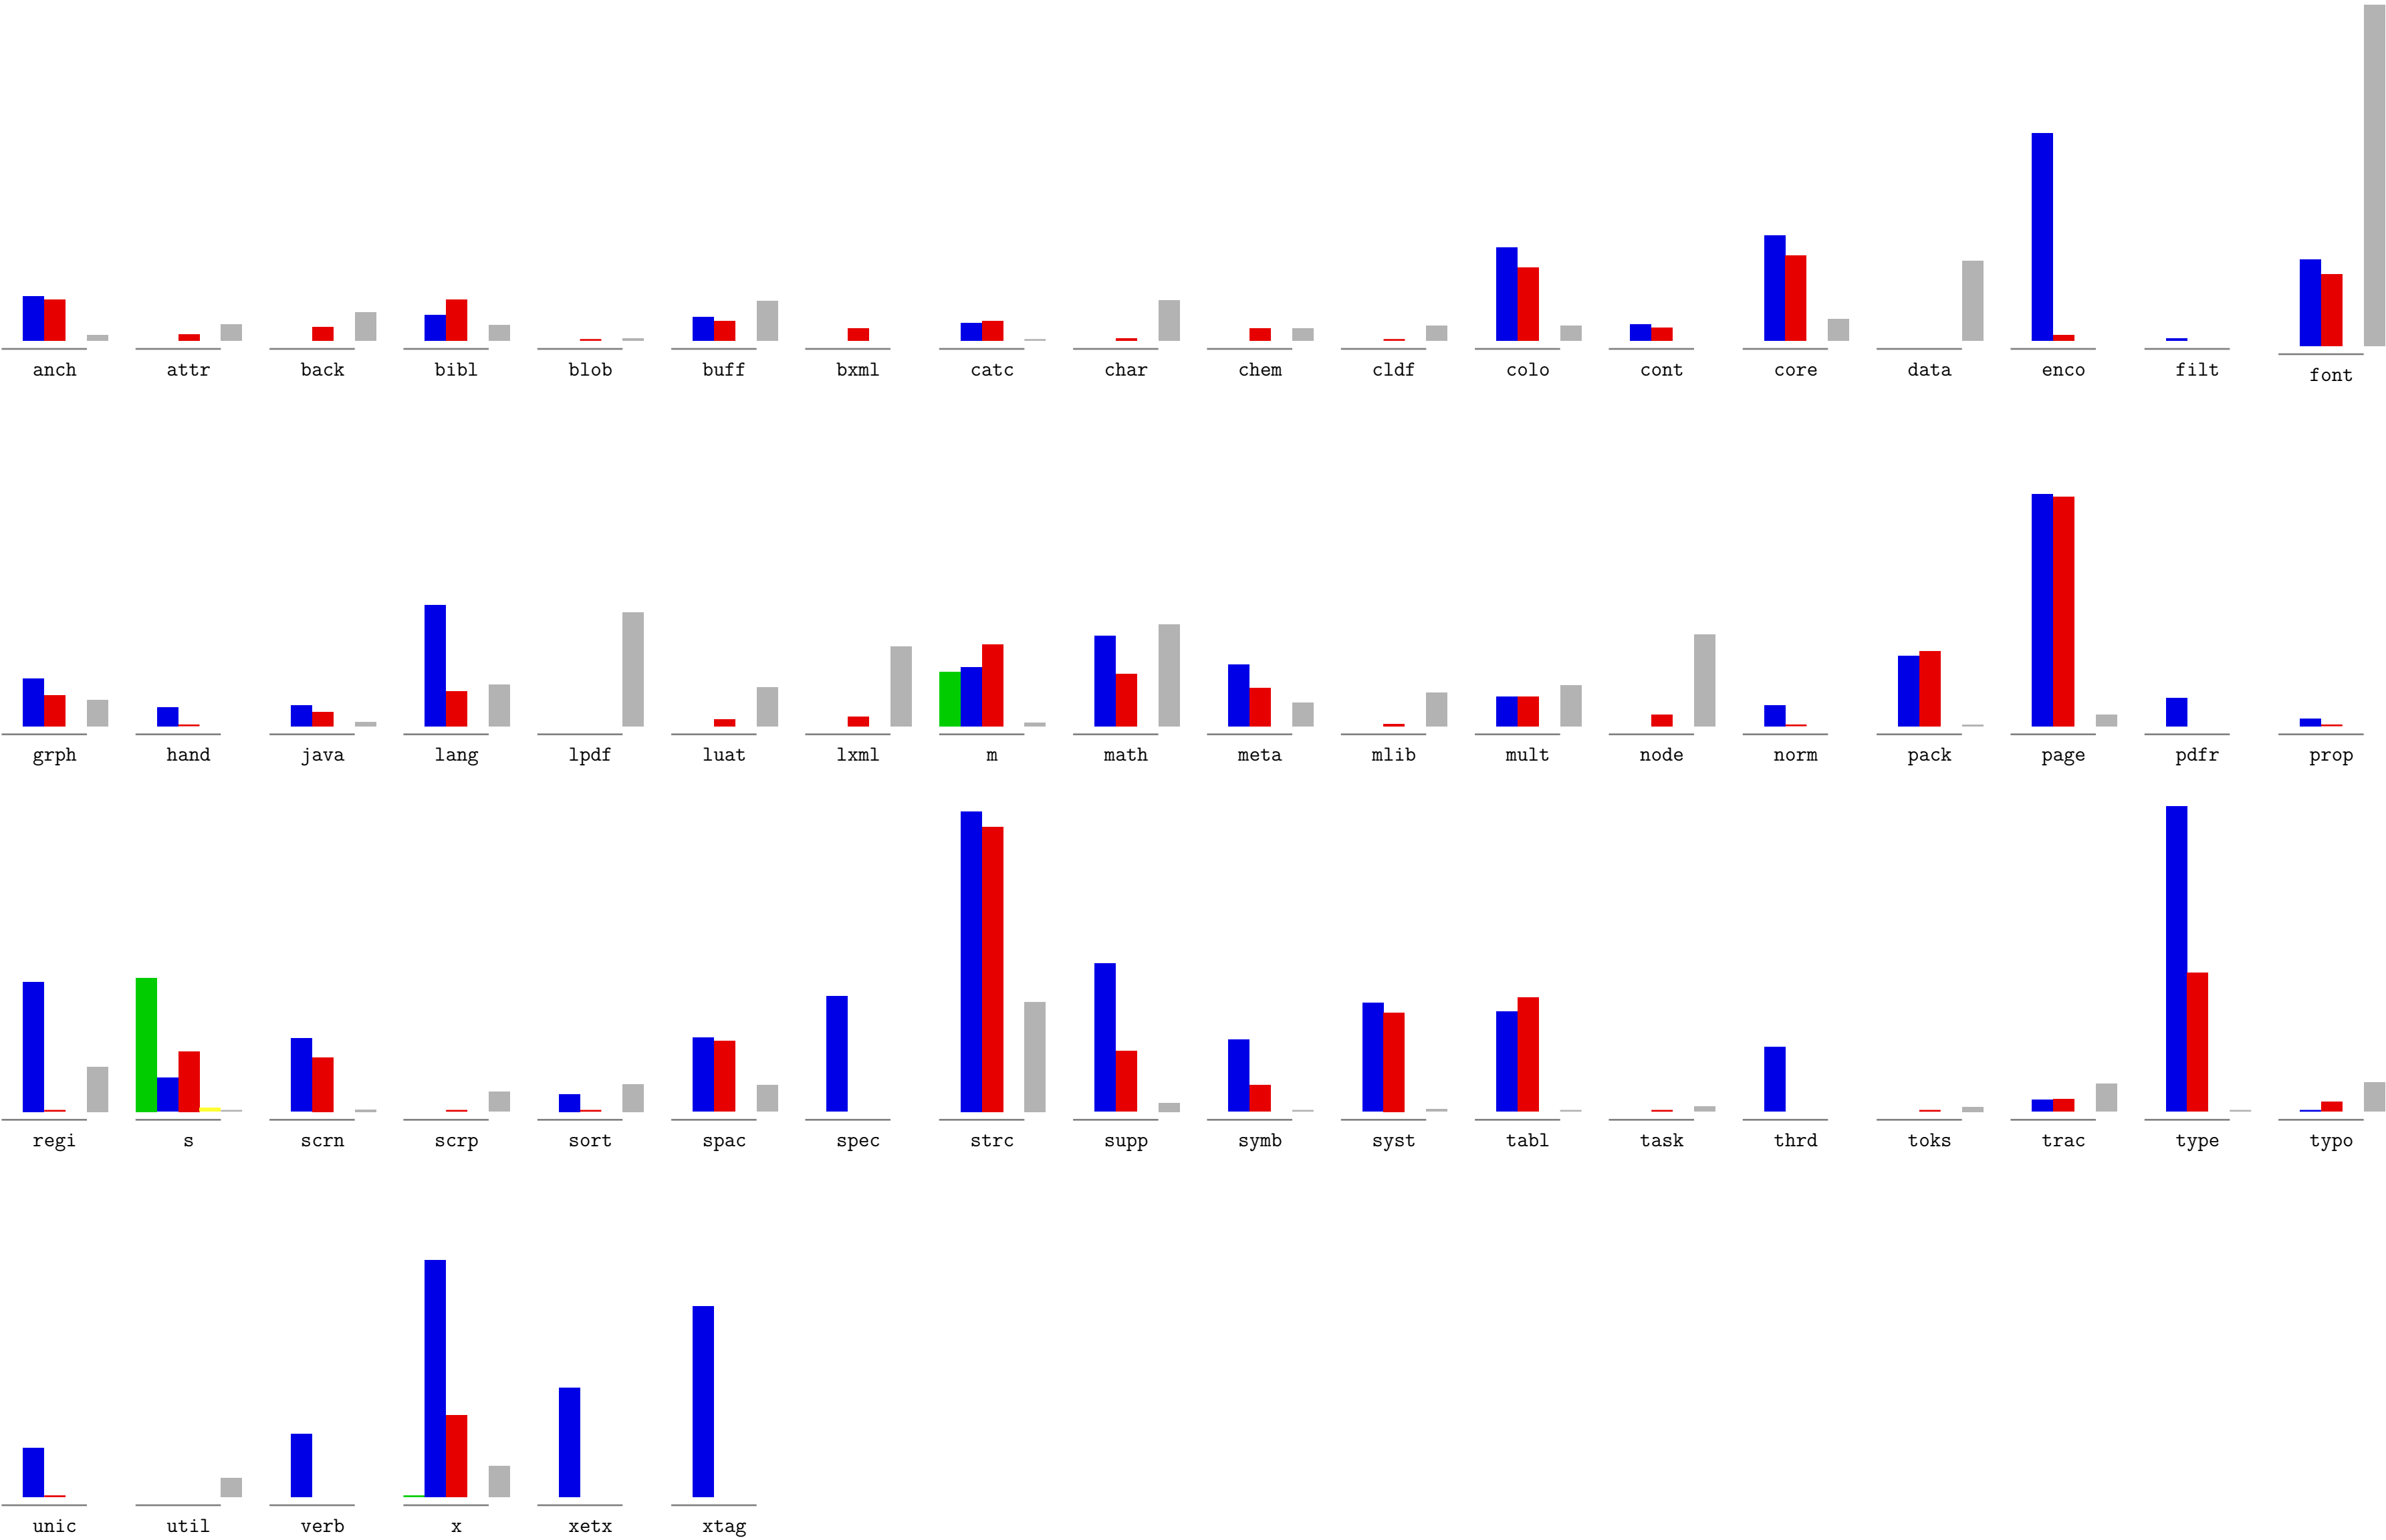 anch attr back bibl blob buff bxml catc char chem cldf colo cont core data enco filt font
grph hand java lang lpdf luat lxml m math meta mlib mult node norm pack page pdfr prop
regi s scrn scrp sort spac spec strc supp symb syst tabl task thrd toks trac type typo
unic util verb x xetx xtag